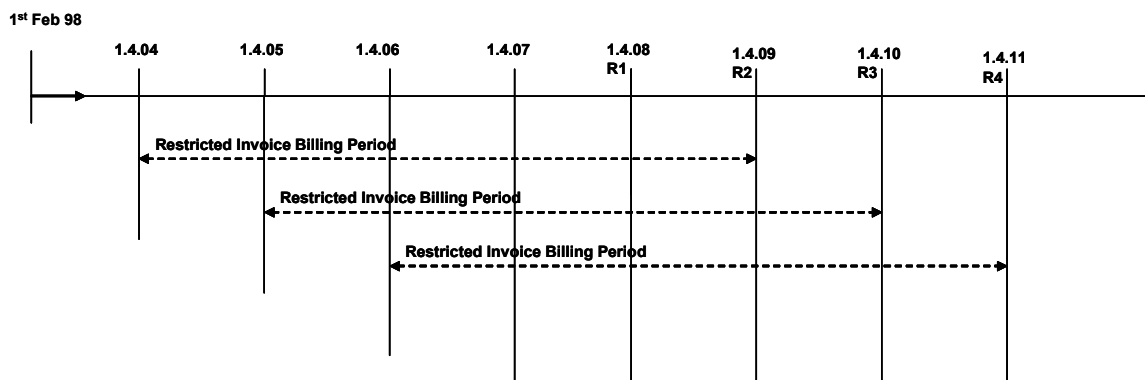 1st Feb 98
1.4.04
1.4.05
1.4.06
1.4.07
1.4.08
R1
1.4.09
R2
1.4.10
R3
1.4.11
R4
Restricted Invoice Billing Period
Restricted Invoice Billing Period
Restricted Invoice Billing Period